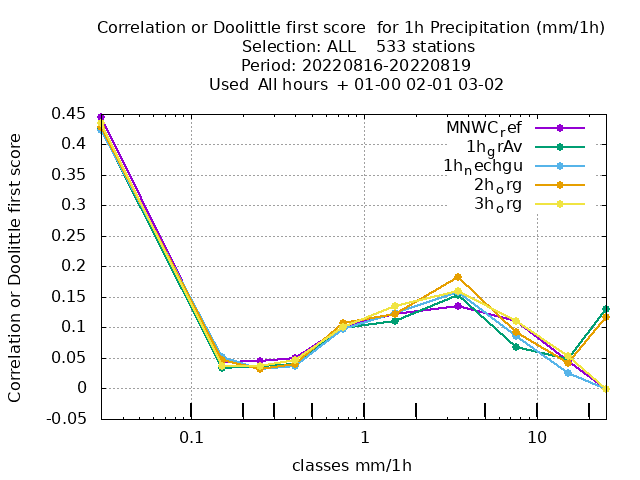 Correlation or Doolittle first score  for 1h Precipitation (mm/1h)
Selection: ALL    533 stations
Period: 20220816-20220819
Used  All hours  + 01-00 02-01 03-02
Correlation or Doolittle first score
0.45
0.4
0.35
0.3
0.25
0.2
0.15
0.1
0.05
0
-0.05
MNWC_ref
1h_grAv
1h_nechgu
2h_org
3h_org
0.1 1 10
classes mm/1h